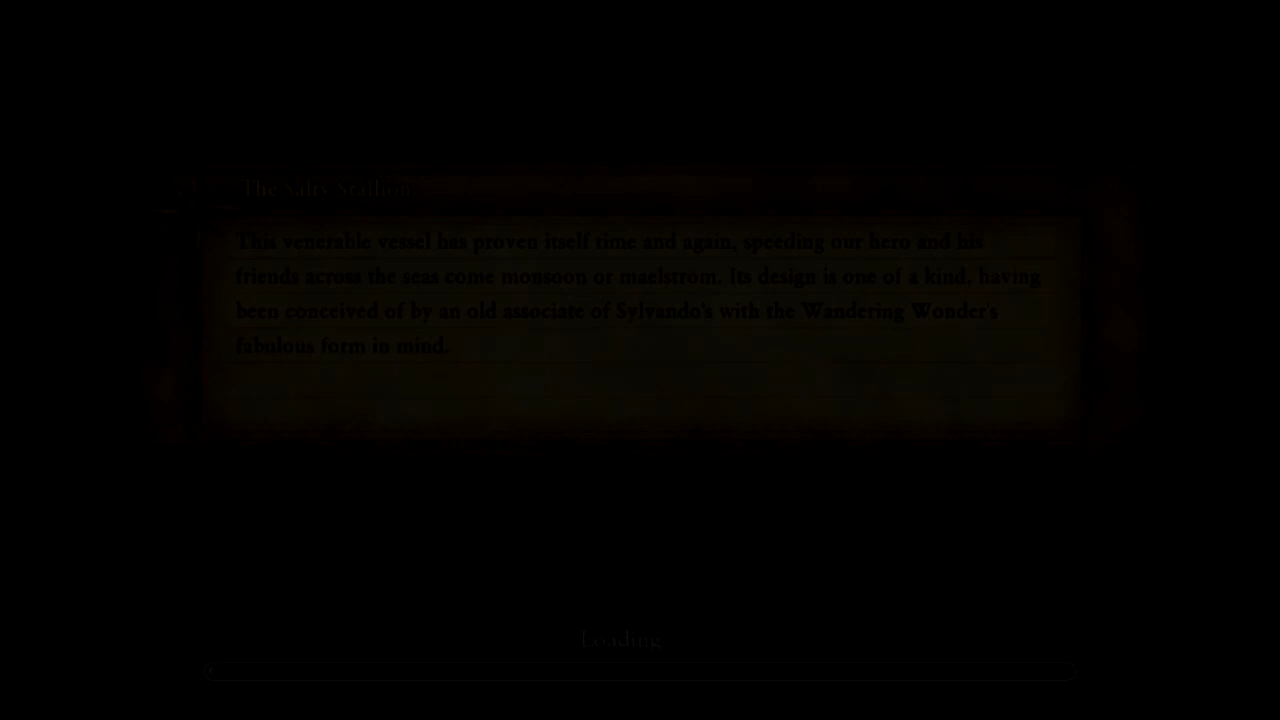 The Salty Stallion
This venerable vessel has proven itself time and again, speeding our hero and his
friends across the seas come monsoon or maelstrom. Its design is one of a kind, having
been conceived of by an old associate of Sylvando's with the Wandering Wonder's
fabulous form in mind.
Loading